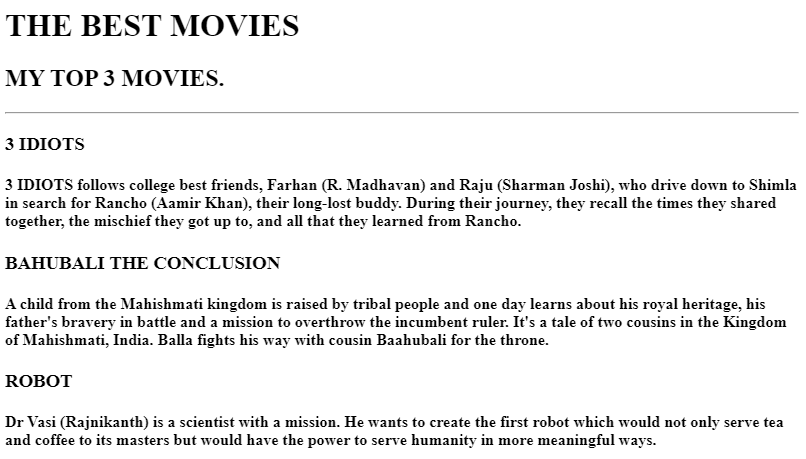 THE BEST MOVIES
MY TOP 3 MOVIES.
3 IDIOTS
3 IDIOTS follows college best friends, Farhan (R. Madhavan) and Raju (Sharman Joshi), who drive down to Shimla
in search for Rancho (Aamir Khan), their long-lost buddy. During their journey, they recall the times they shared
together, the mischief they got up to, and all that they learned from Rancho.
BAHUBALI THE CONCLUSION
A child from the Mahishmati kingdom is raised by tribal people and one day learns about his royal heritage, his
father's bravery in battle and a mission to overthrow the incumbent ruler. It's a tale of two cousins in the Kingdom
of Mahishmati, India. Balla fights his way with cousin Baahubali for the throne.
ROBOT
Dr Vasi (Rajnikanth) is a scientist with a mission. He wants to create the first robot which would not only serve tea
and coffee to its masters but would have the power to serve humanity in more meaningful ways.